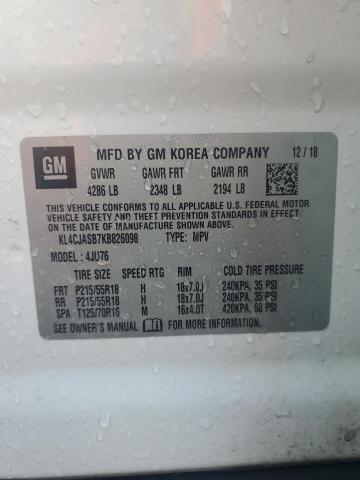 GM
MFD BY GM KOREA COMPANY 12/18
GVWR GAWR FRT GAWR RR
4286 LB 2348 LB 2194 LB
THIS VEHICLE CONFORMS TO ALL APPLICABLE U.S. FEDERAL MOTOR
VEHICLE SAFETY, BUMPER, AND THEFT PREVENTION STANDARDS
IN EFFECT ON THE DATE OF MANUFACTURE SHOWN ABOVE.
KL4CJASB7KB826098 TYPE: MPV
MODEL : 4JU76
TIRE SIZE SPEED RTG RIM COLD TIRE PRESSURE
FRT P215/55R18 H 18x7.0J 240KPA, 35 PSI
RR P215/55R18 H 18x7.0J 240KPA, 35 PSI
SPA T125/70R16 M 16x4.0T 420KPA, 60 PSI
SEE OWNER'S MANUAL FOR ADDITIONAL INFORMATION.